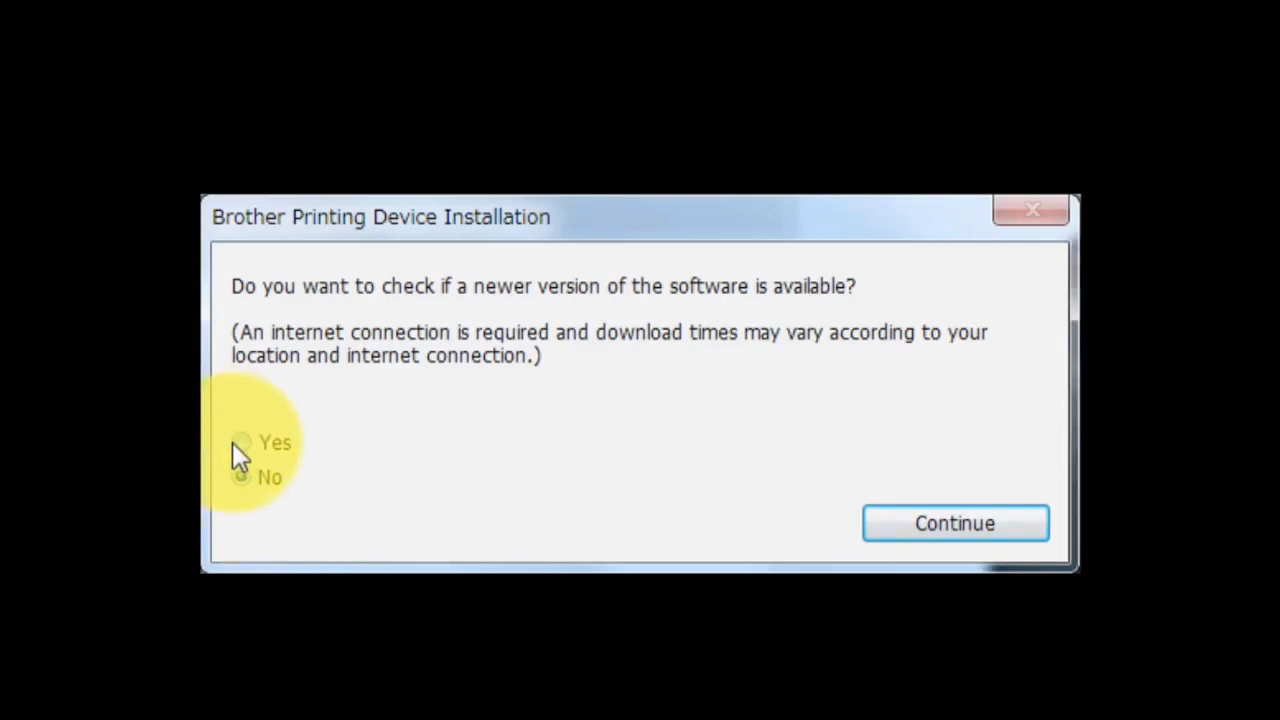 Brother Printing Device Installation
Do you want to check if a newer version of the software is available?
(An internet connection is required and download times may vary according to your
location and internet connection.)
Yes
No
Continue